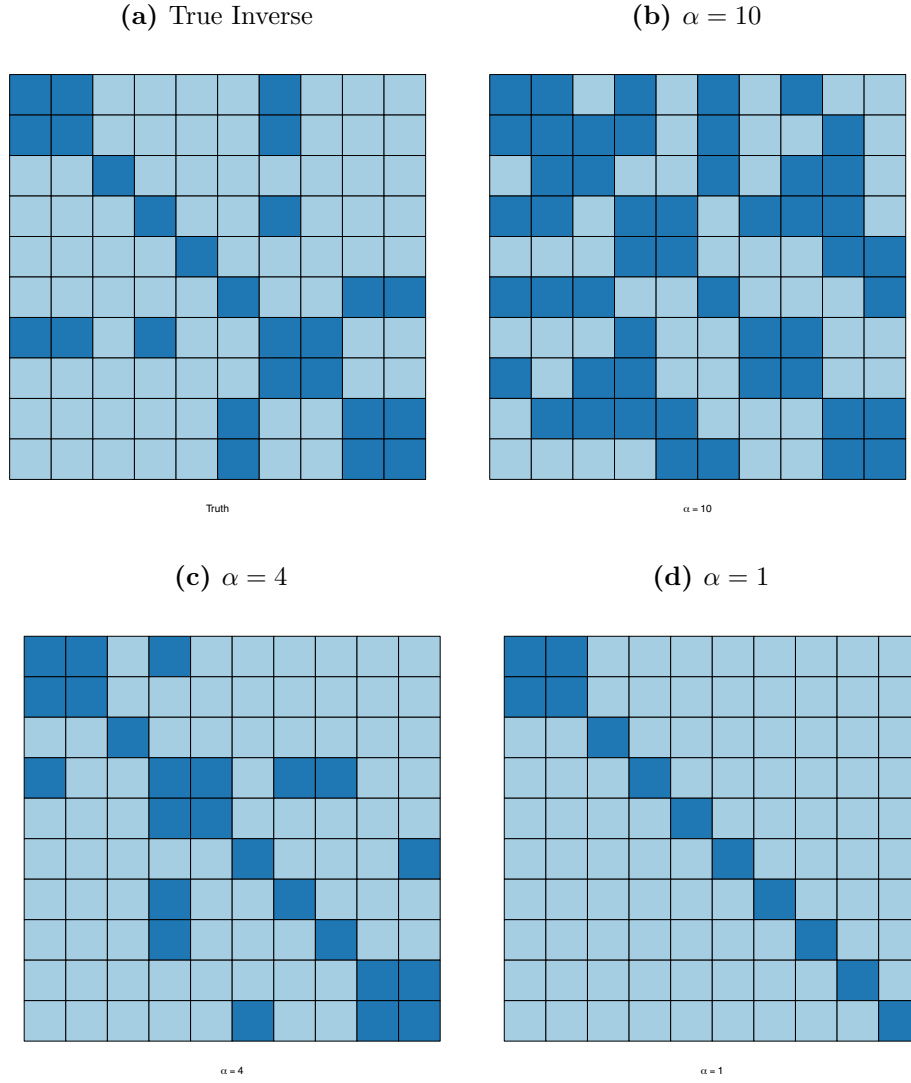 (a) True Inverse
(b) α = 10
Truth
α = 10
(c) α = 4
(d) α = 1
α = 4
α = 1